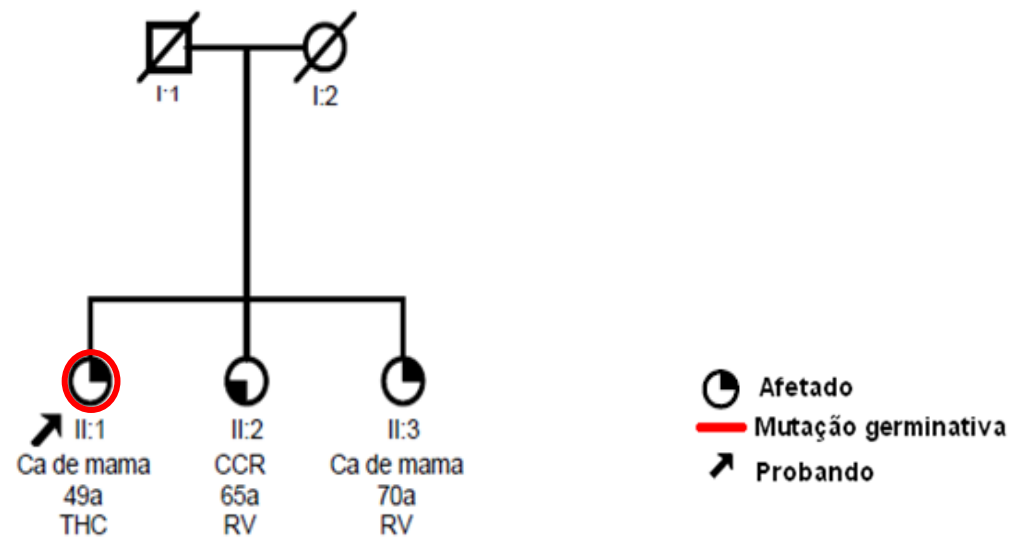 I:1
I:2
II:1
Ca de mama
49a
THC
II:2
CCR
65a
RV
II:3
Ca de mama
70a
RV
Afetado
Mutação germinativa
Probando